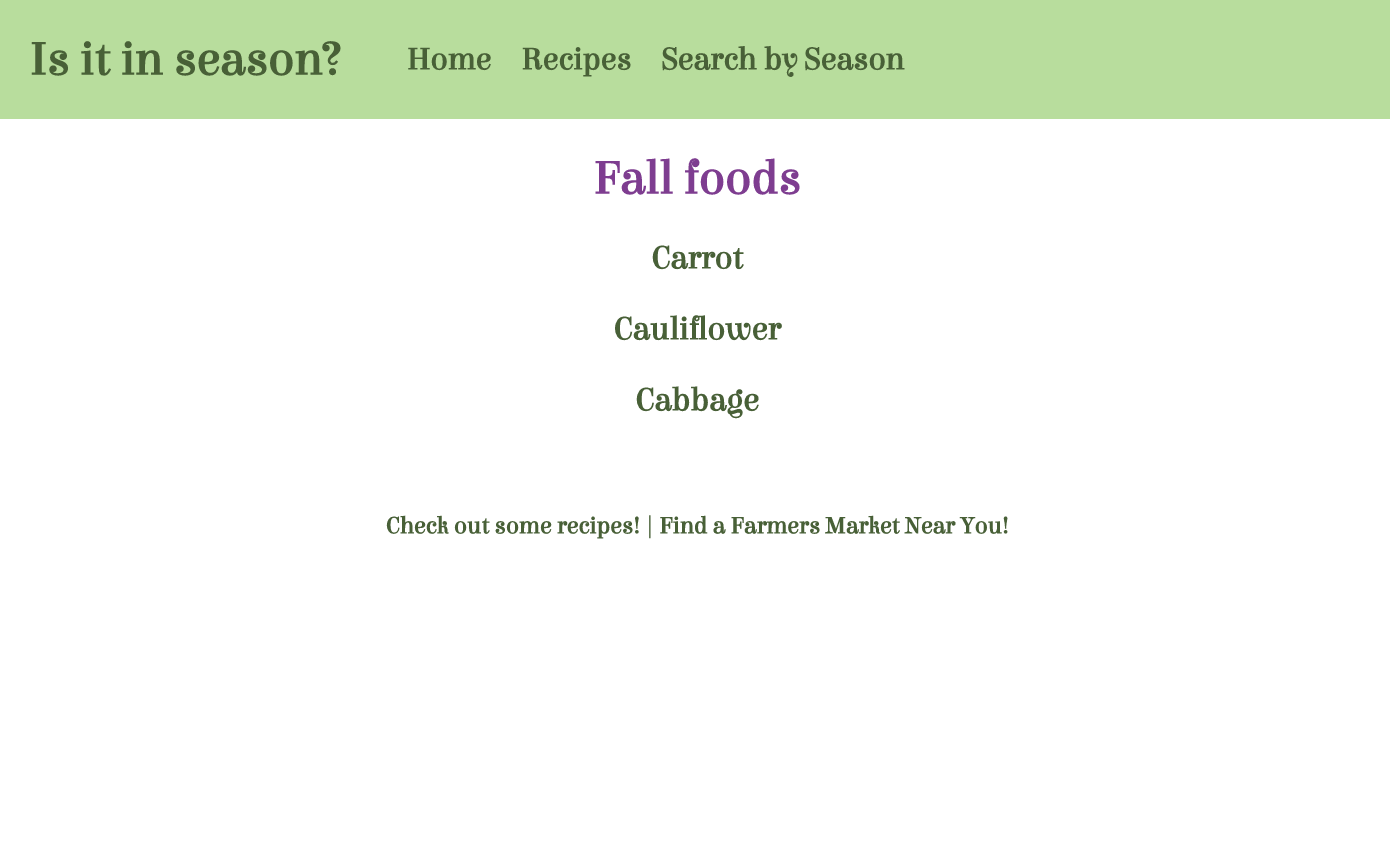 Is it in season? Home Recipes Search by Season
Fall foods
Carrot
Cauliflower
Cabbage
Check out some recipes! | Find a Farmers Market Near You!